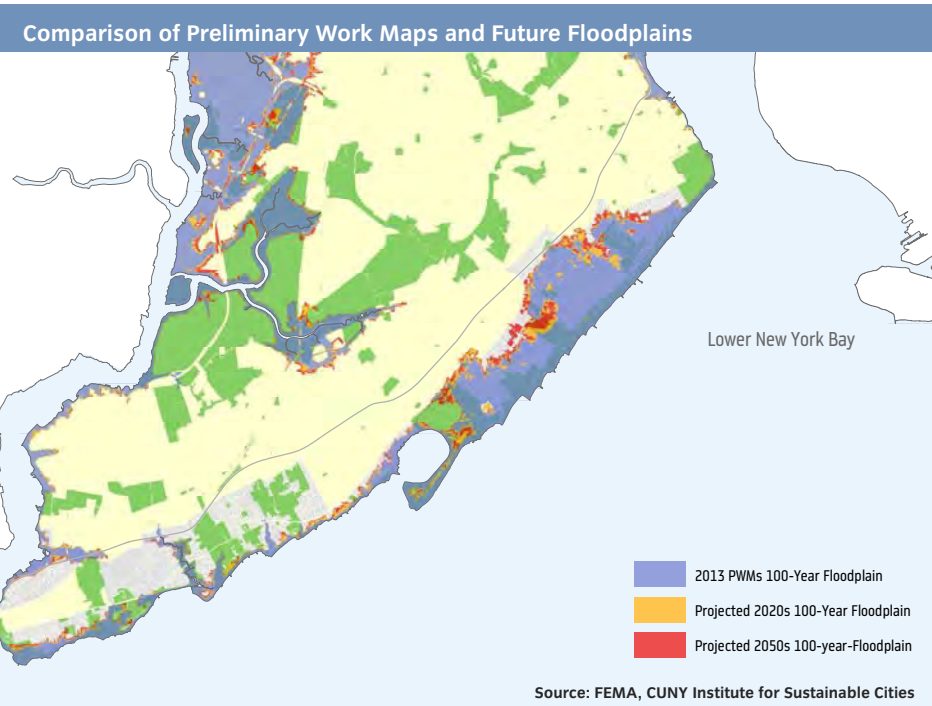 Comparison of Preliminary Work Maps and Future Floodplains
Lower New York Bay
2013 PWMs 100-Year Floodplain
Projected 2020s 100-Year Floodplain
Projected 2050s 100-year-Floodplain
Source: FEMA, CUNY Institute for Sustainable Cities